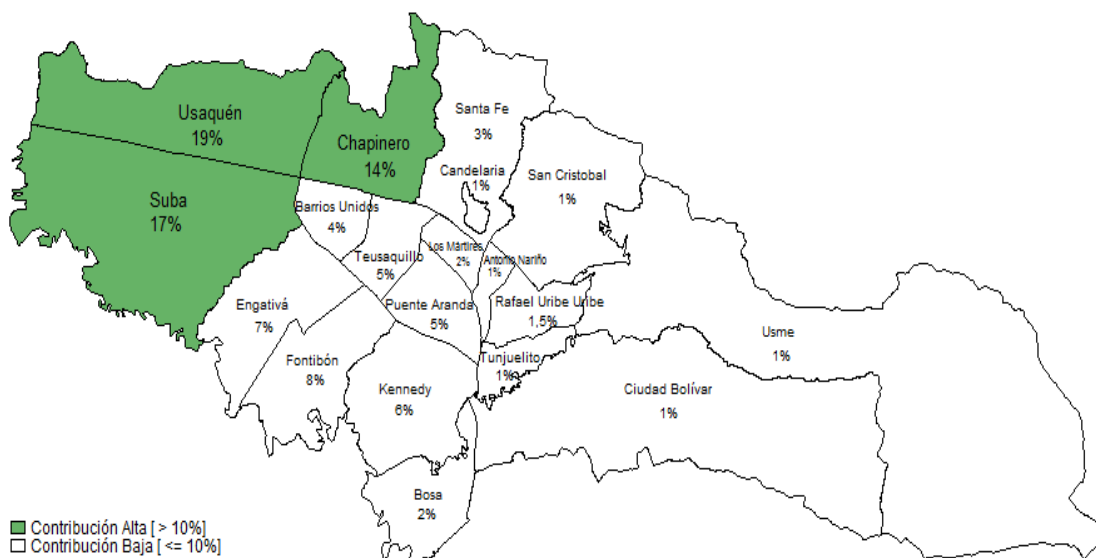 Usaquén
19%
Chapinero
14%
Suba
17%
Santa Fe
3%
Candelaria
1%
San Cristobal
1%
Barrios Unidos
4%
Teusaquillo
5%
Los Mártires
2%
Antonio Nariño
1%
Engativá
7%
Puente Aranda
5%
Rafael Uribe Uribe
1,5%
Fontibón
8%
Kennedy
6%
Tunjuelito
1%
Usme
1%
Ciudad Bolívar
1%
Bosa
2%
Contribución Alta [ > 10%]
Contribución Baja [ <= 10%]